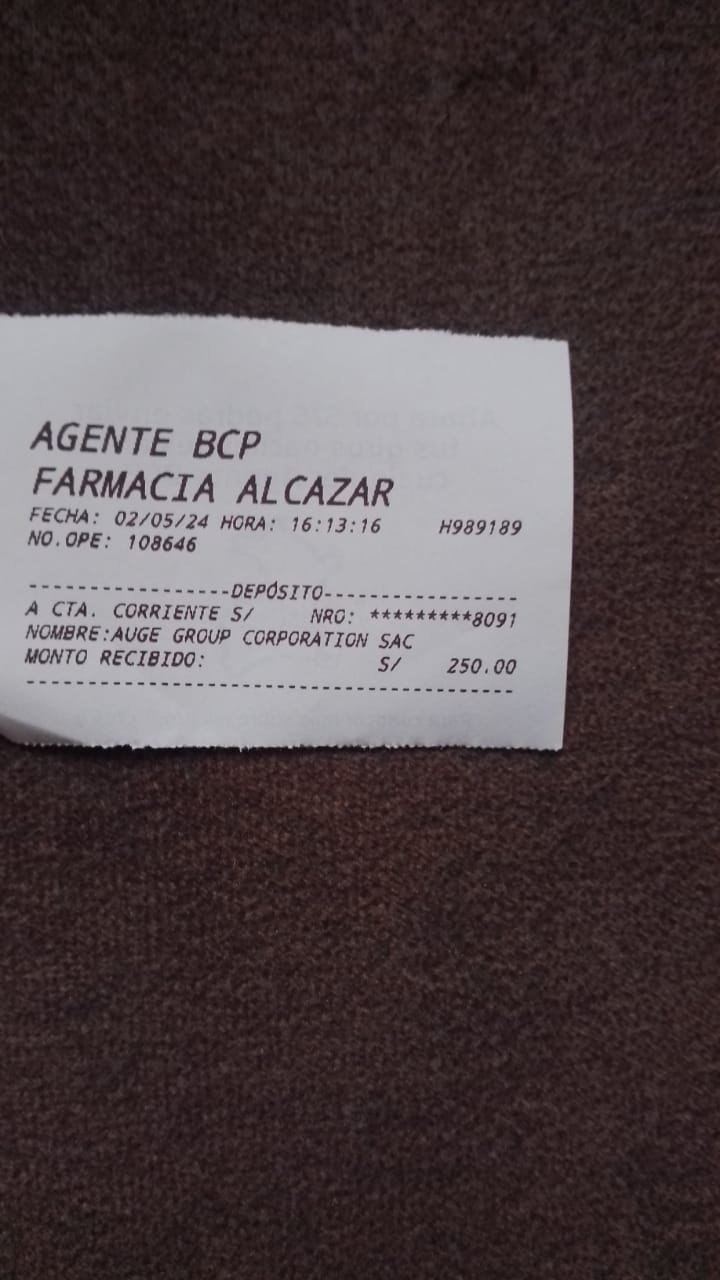 AGENTE BCP
FARMACIA ALCAZAR
FECHA: 02/05/24 HORA: 16:13:16 H989189
NO.OPE: 108646
------------------DEPÓSITO-----------------
A CTA. CORRIENTE S/ NRO: *********8091
NOMBRE:AUGE GROUP CORPORATION SAC
MONTO RECIBIDO: S/ 250.00